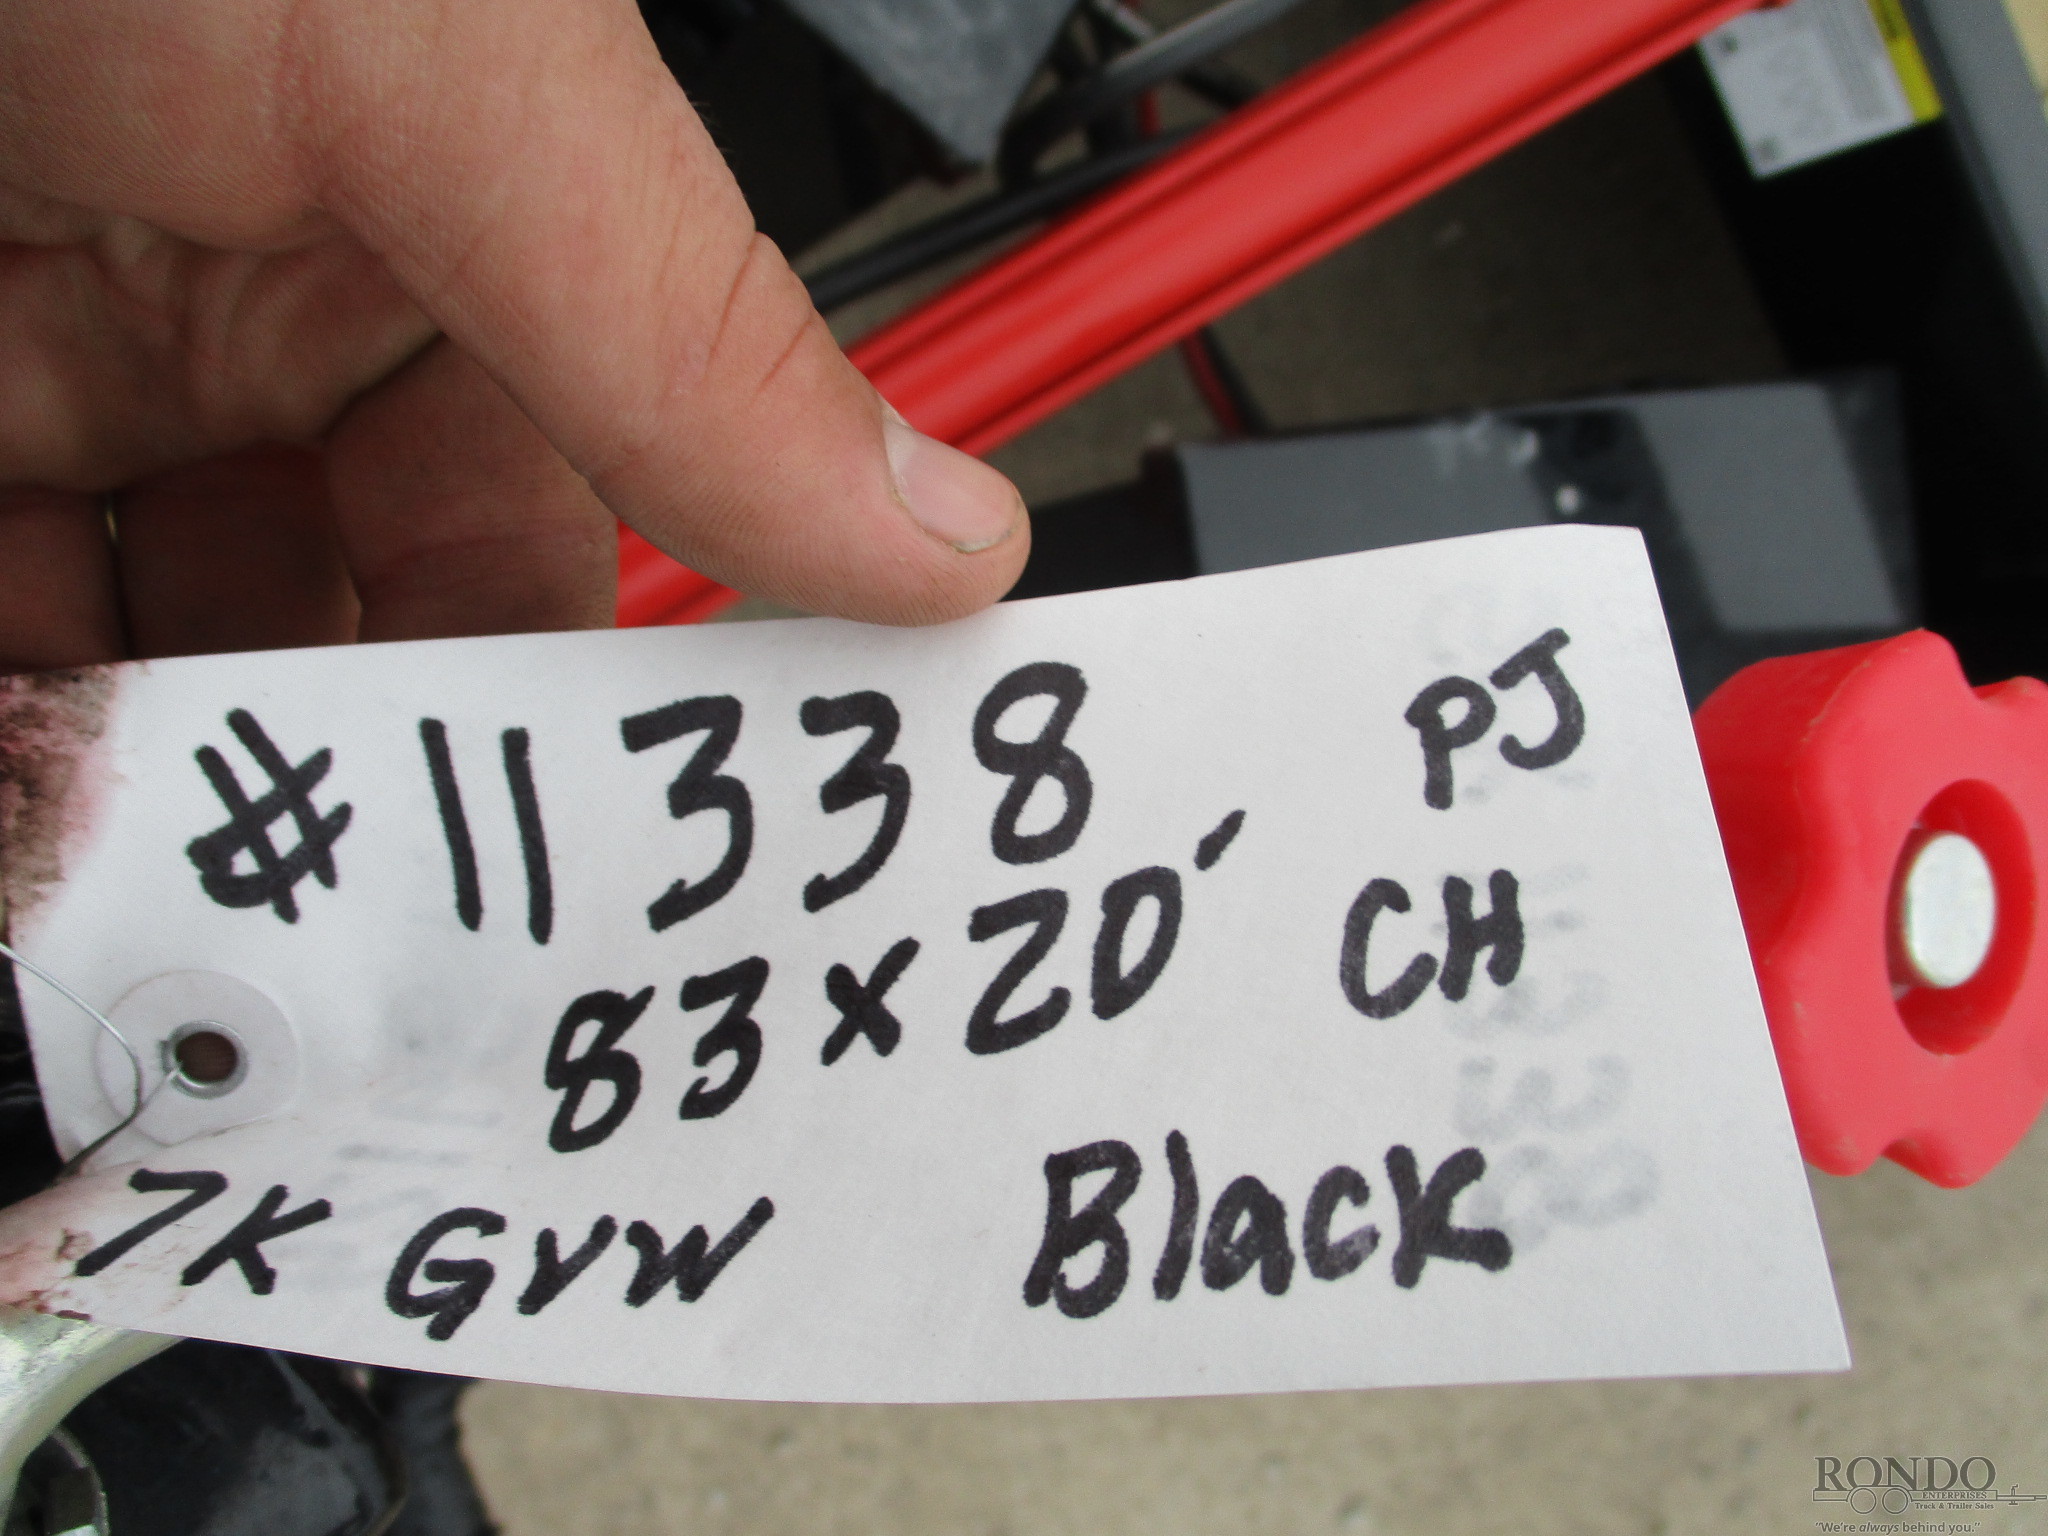 #11338 PJ
83x20' CH
7K GVW Black
RONDO
ENTERPRISES
Truck & Trailer Sales
"We're always behind you."